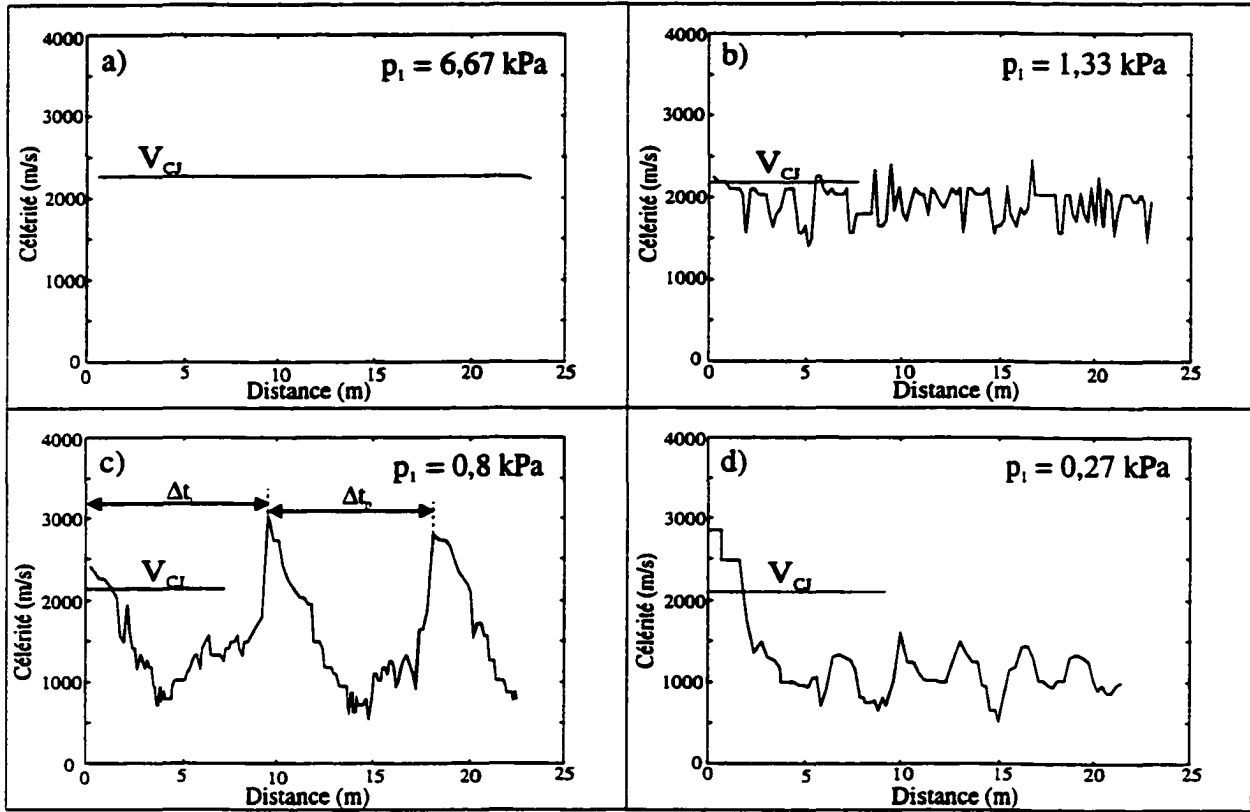 a)
p₁ = 6,67 kPa
V_CJ
Célérité (m/s)
4000
3000
2000
1000
0
0 5 10 15 20 25
Distance (m)
b)
p₁ = 1,33 kPa
V_CJ
Célérité (m/s)
4000
3000
2000
1000
0
0 5 10 15 20 25
Distance (m)
c)
p₁ = 0,8 kPa
Δt Δt
V_CJ
Célérité (m/s)
4000
3000
2000
1000
0
0 5 10 15 20 25
Distance (m)
d)
p₁ = 0,27 kPa
V_CJ
Célérité (m/s)
4000
3000
2000
1000
0
0 5 10 15 20 25
Distance (m)